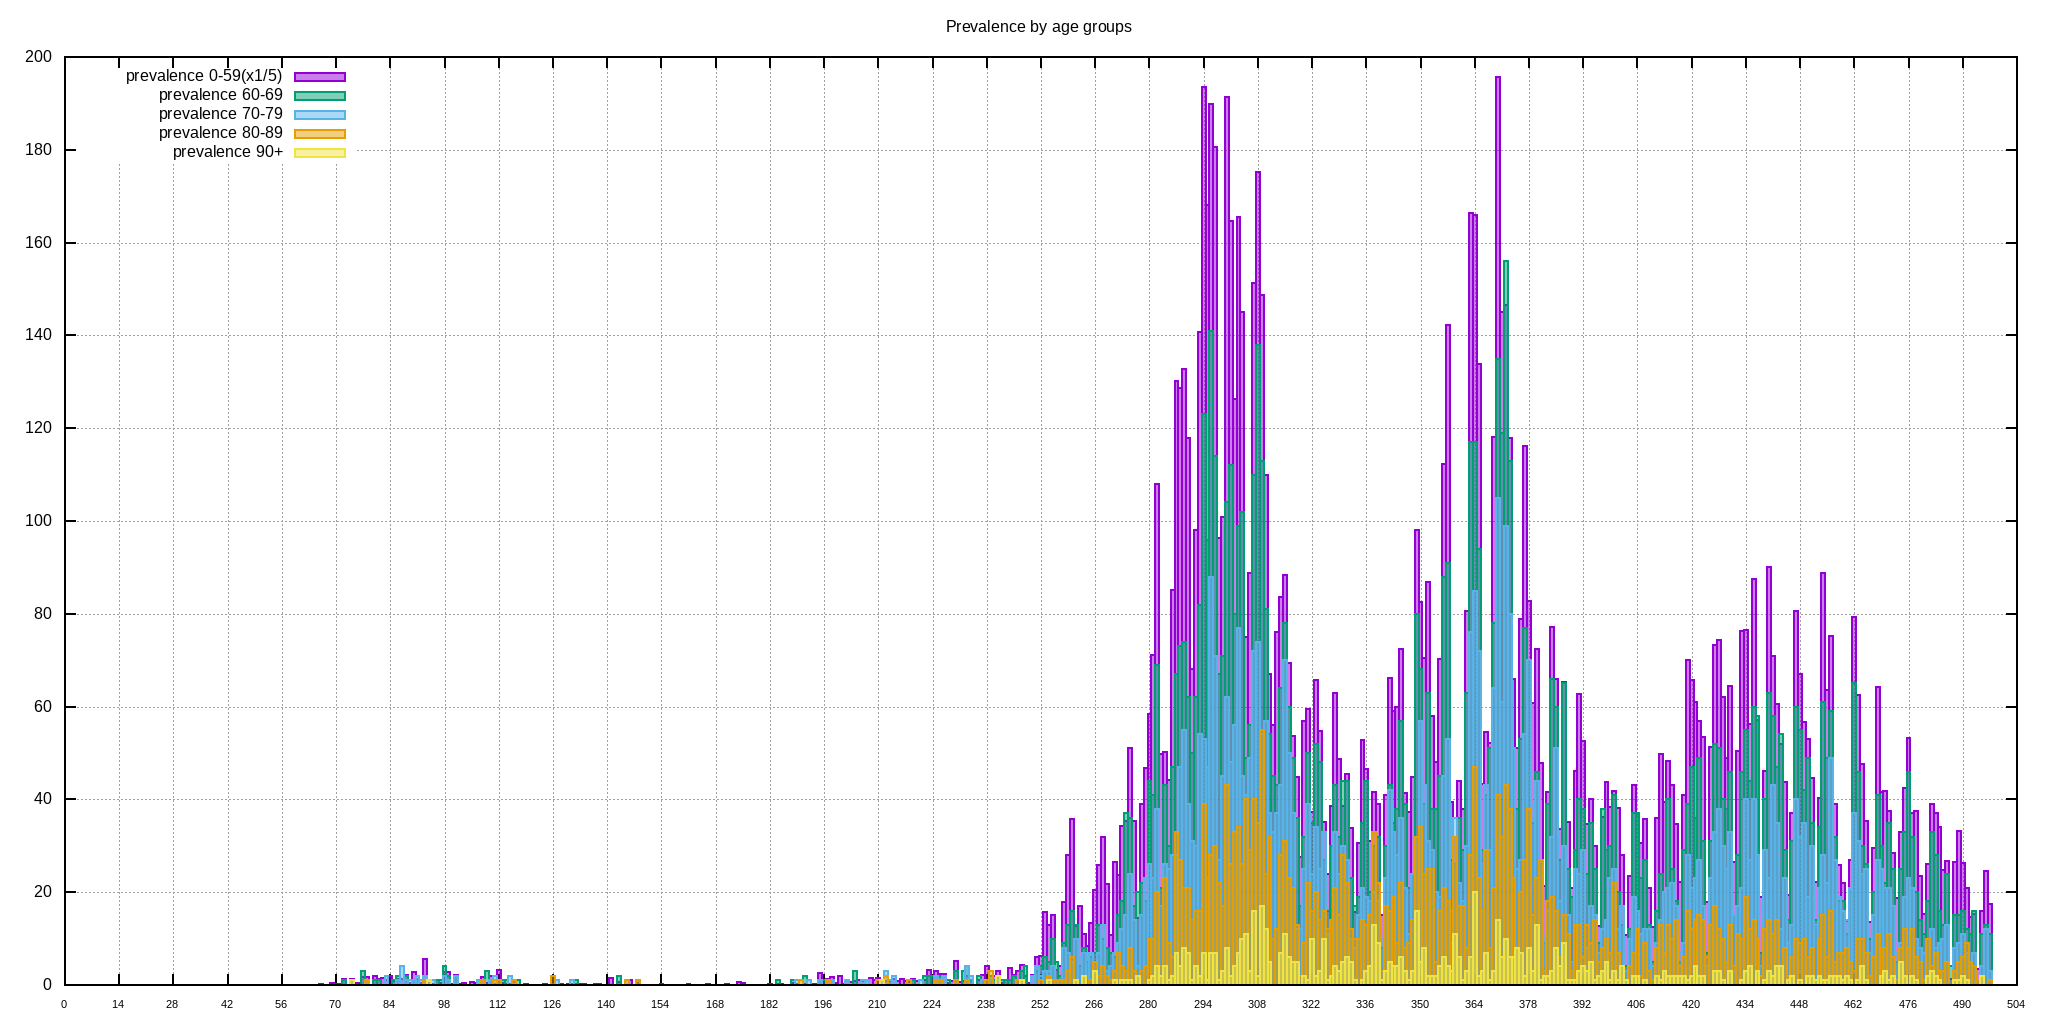 Prevalence by age groups
200
180
160
140
120
100
80
60
40
20
0
prevalence 0-59(x1/5)
prevalence 60-69
prevalence 70-79
prevalence 80-89
prevalence 90+
0 14 28 42 56 70 84 98 112 126 140 154 168 182 196 210 224 238 252 266 280 294 308 322 336 350 364 378 392 406 420 434 448 462 476 490 504